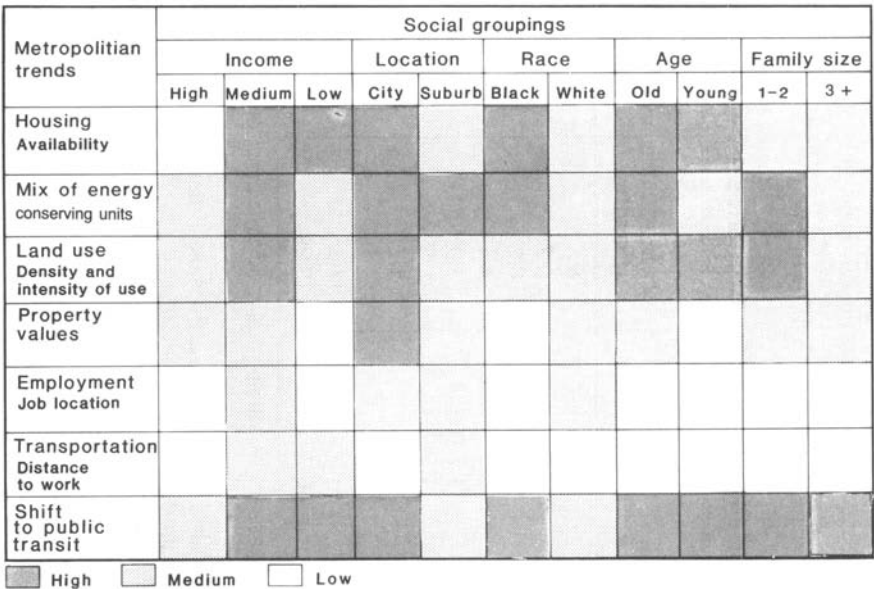 Social groupings
Metropolitian
trends
Income Location Race Age Family size
High Medium Low City Suburb Black White Old Young 1-2 3 +
Housing
Availability
Mix of energy
conserving units
Land use
Density and
intensity of use
Property
values
Employment
Job location
Transportation
Distance
to work
Shift
to public
transit
High Medium Low